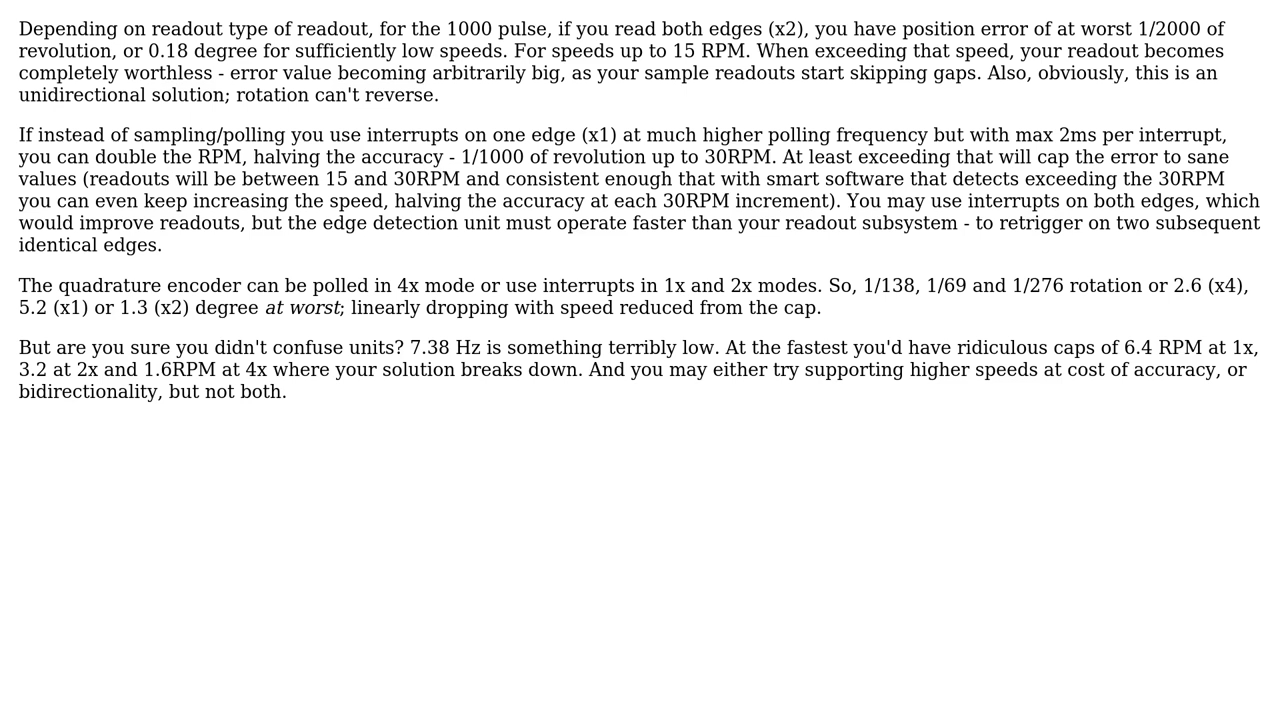 Depending on readout type of readout, for the 1000 pulse, if you read both edges (x2), you have position error of at worst 1/2000 of
revolution, or 0.18 degree for sufficiently low speeds. For speeds up to 15 RPM. When exceeding that speed, your readout becomes
completely worthless - error value becoming arbitrarily big, as your sample readouts start skipping gaps. Also, obviously, this is an
unidirectional solution; rotation can't reverse.
If instead of sampling/polling you use interrupts on one edge (x1) at much higher polling frequency but with max 2ms per interrupt,
you can double the RPM, halving the accuracy - 1/1000 of revolution up to 30RPM. At least exceeding that will cap the error to sane
values (readouts will be between 15 and 30RPM and consistent enough that with smart software that detects exceeding the 30RPM
you can even keep increasing the speed, halving the accuracy at each 30RPM increment). You may use interrupts on both edges, which
would improve readouts, but the edge detection unit must operate faster than your readout subsystem - to retrigger on two subsequent
identical edges.
The quadrature encoder can be polled in 4x mode or use interrupts in 1x and 2x modes. So, 1/138, 1/69 and 1/276 rotation or 2.6 (x4),
5.2 (x1) or 1.3 (x2) degree at worst; linearly dropping with speed reduced from the cap.
But are you sure you didn't confuse units? 7.38 Hz is something terribly low. At the fastest you'd have ridiculous caps of 6.4 RPM at 1x,
3.2 at 2x and 1.6RPM at 4x where your solution breaks down. And you may either try supporting higher speeds at cost of accuracy, or
bidirectionality, but not both.